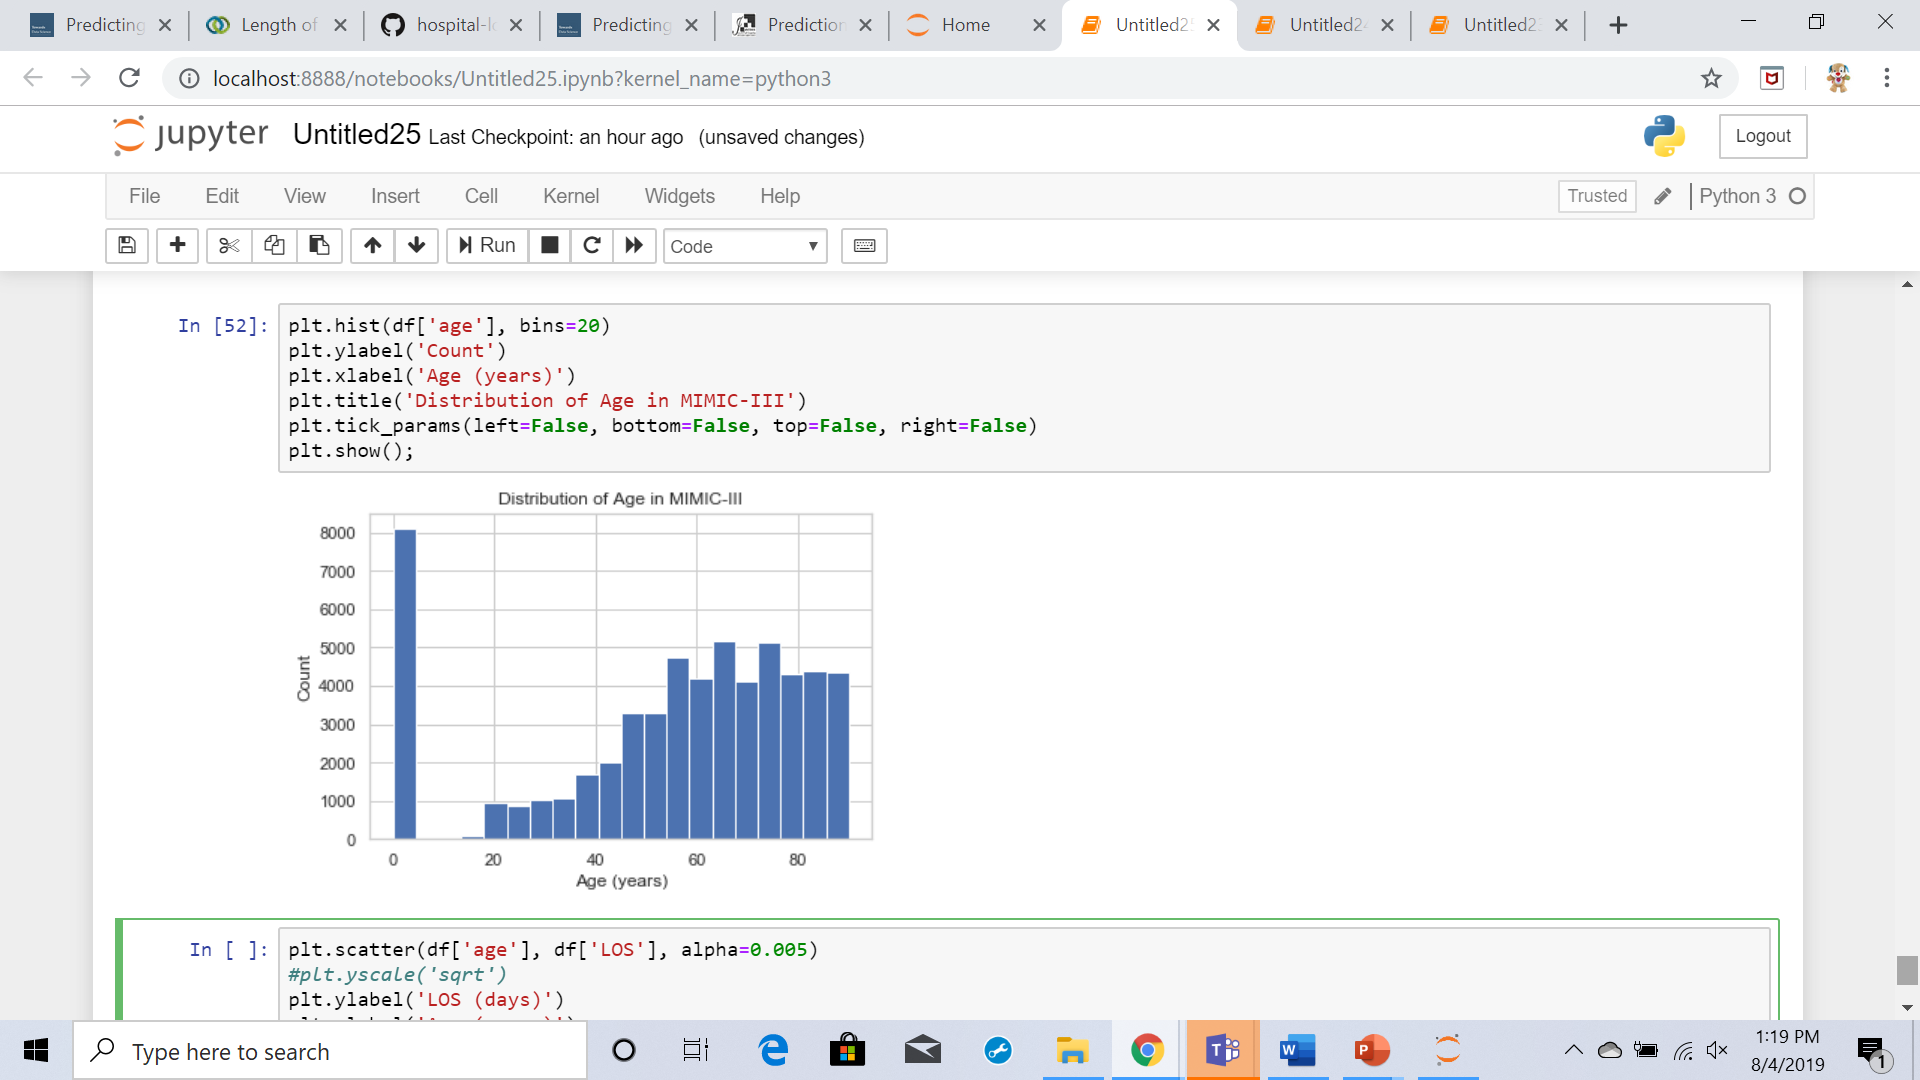 Predicting
Length of
hospital-l
Predicting
Prediction
Home
Untitled25
Untitled24
Untitled23
localhost:8888/notebooks/Untitled25.ipynb?kernel_name=python3
jupyter Untitled25 Last Checkpoint: an hour ago (unsaved changes)
Logout
File Edit View Insert Cell Kernel Widgets Help
Trusted Python 3
Run Code
In [52]:
plt.hist(df['age'], bins=20)
plt.ylabel('Count')
plt.xlabel('Age (years)')
plt.title('Distribution of Age in MIMIC-III')
plt.tick_params(left=False, bottom=False, top=False, right=False)
plt.show();
Distribution of Age in MIMIC-III
8000
7000
6000
5000
4000
3000
2000
1000
0
Count
0 20 40 60 80
Age (years)
In [ ]:
plt.scatter(df['age'], df['LOS'], alpha=0.005)
#plt.yscale('sqrt')
plt.ylabel('LOS (days)')
Type here to search
1:19 PM
8/4/2019
1